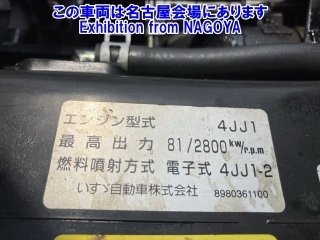 この車両は名古屋会場にあります
Exhibition from NAGOYA
エンジン型式 4JJ1
最高出力 81/2800kw/r.p.m
燃料噴射方式 電子式 4JJ1-2
いすゞ自動車株式会社 8980361100